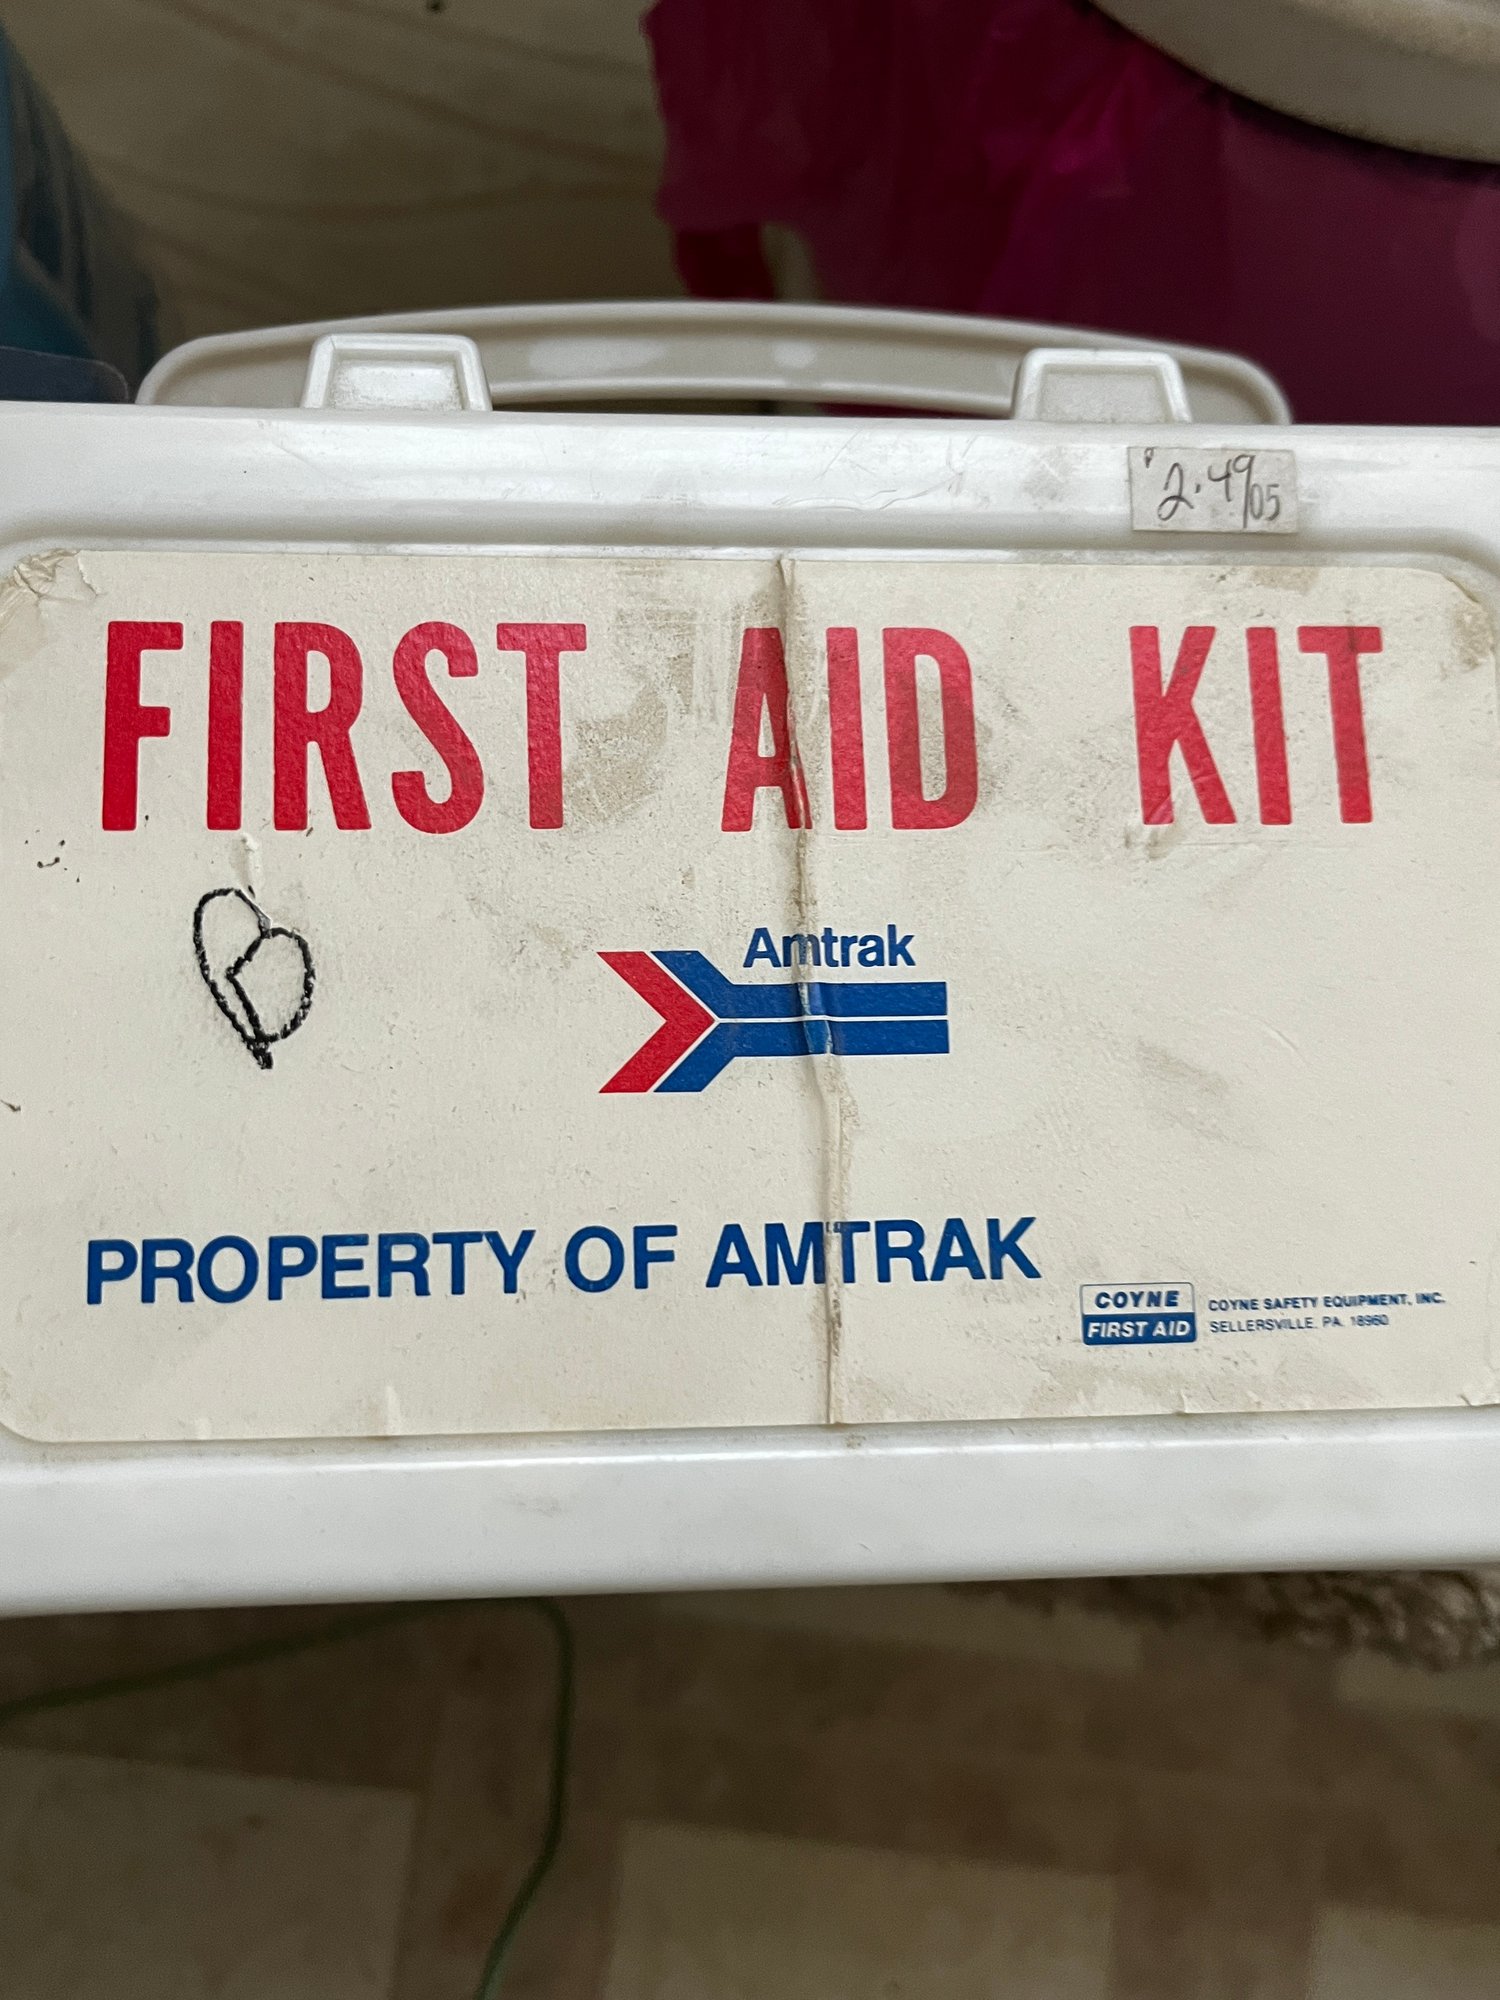 $2.49/05
FIRST AID KIT
Amtrak
PROPERTY OF AMTRAK
COYNE
FIRST AID
COYNE SAFETY EQUIPMENT, INC.
SELLERSVILLE, PA. 18960